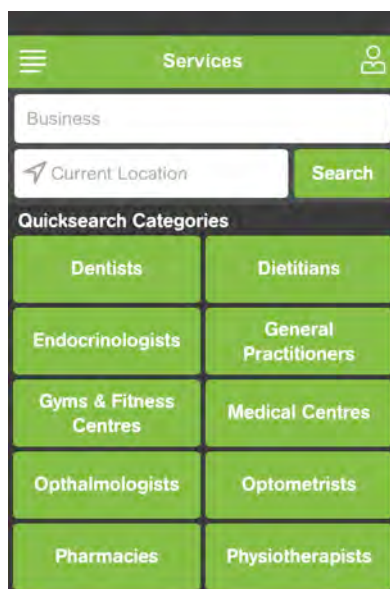 Services
Business
Current Location
Search
Quicksearch Categories
Dentists
Dietitians
Endocrinologists
General
Practitioners
Gyms & Fitness
Centres
Medical Centres
Opthalmologists
Optometrists
Pharmacies
Physiotherapists